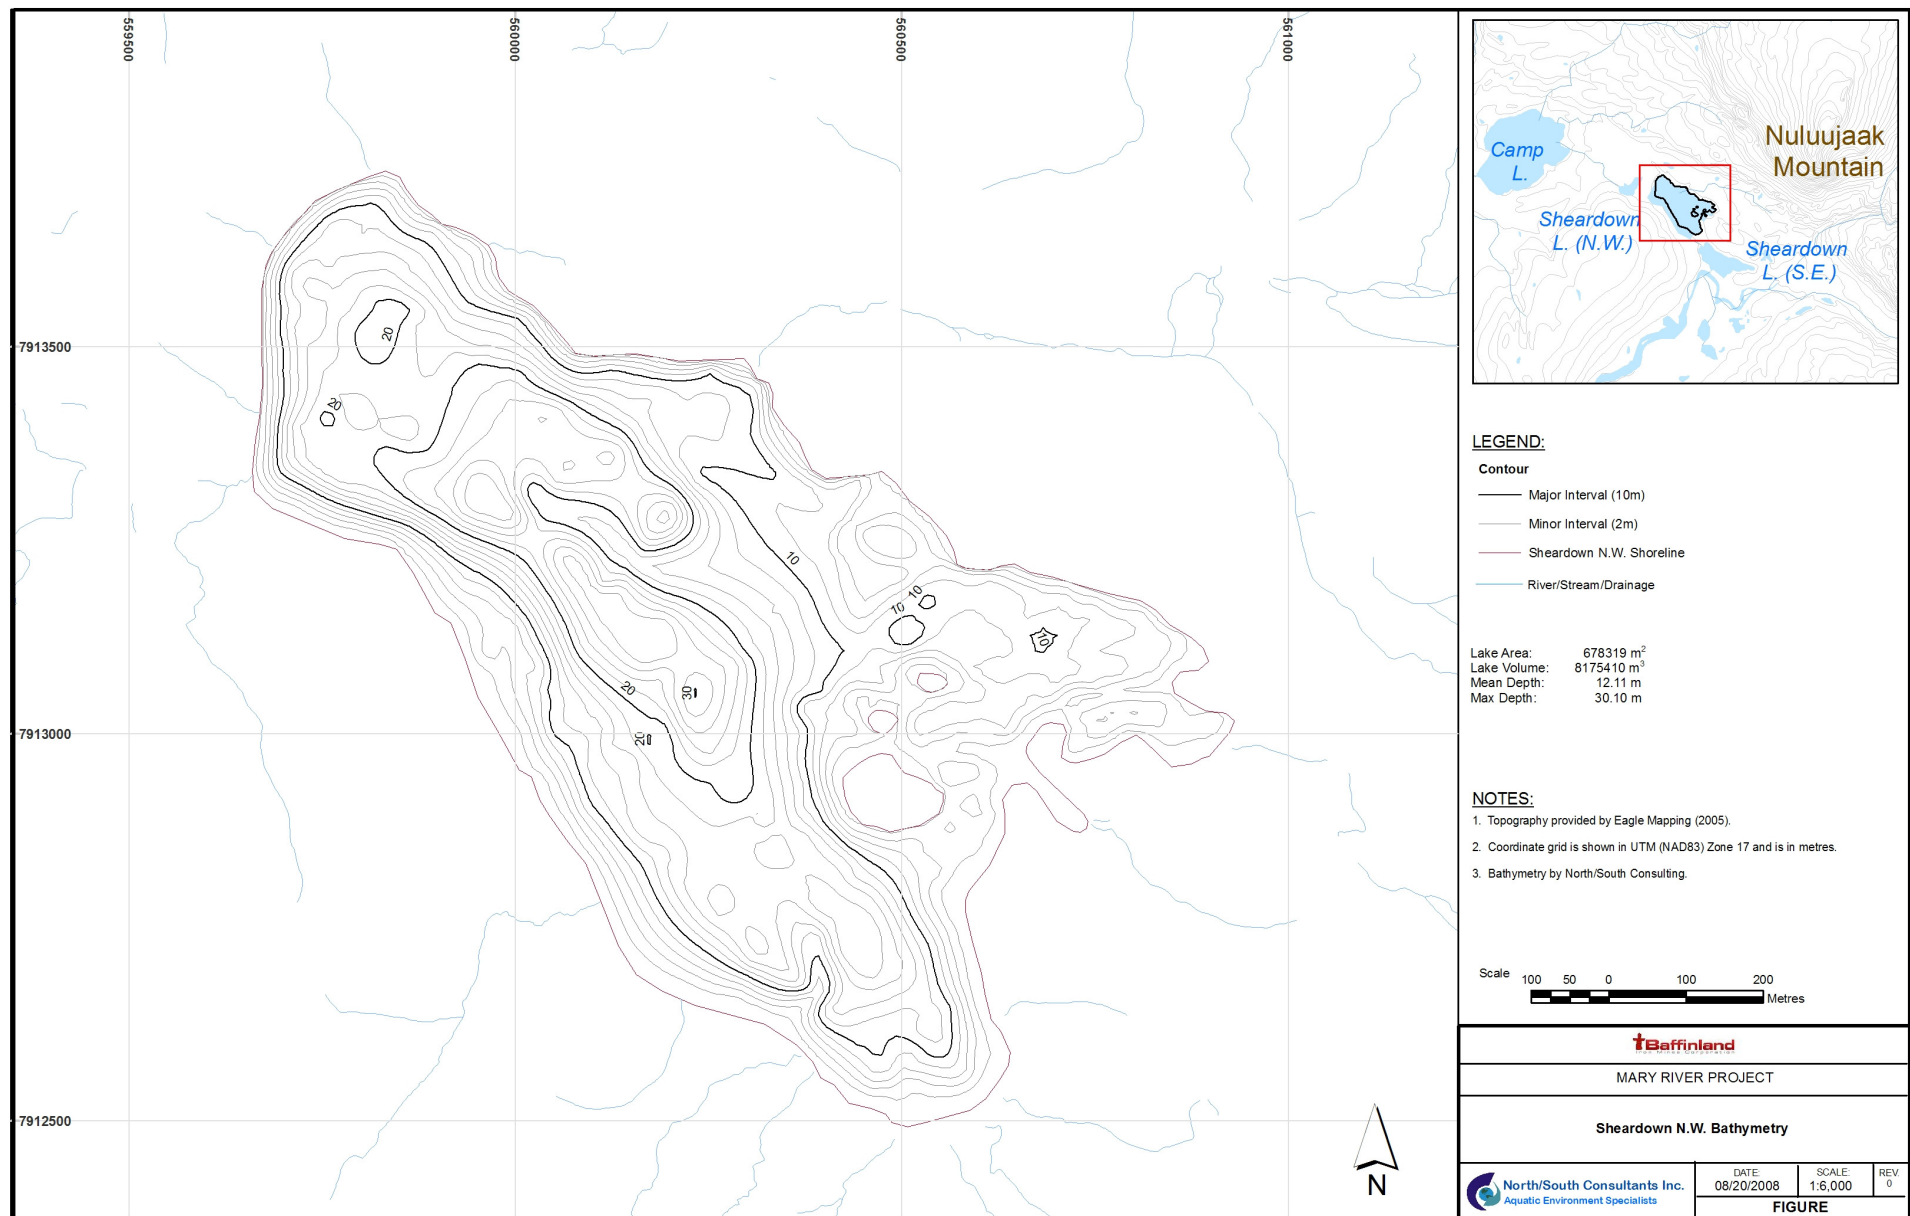 559500
560000
560500
561000
7913500
7913000
7912500
20
20
10
10
10
10
20
30
20
Camp
L.
Nuluujaak
Mountain
Sheardown
L. (N.W.)
Sheardown
L. (S.E.)
LEGEND:
Contour
Major Interval (10m)
Minor Interval (2m)
Sheardown N.W. Shoreline
River/Stream/Drainage
Lake Area: 678319 m²
Lake Volume: 8175410 m³
Mean Depth: 12.11 m
Max Depth: 30.10 m
NOTES:
1. Topography provided by Eagle Mapping (2005).
2. Coordinate grid is shown in UTM (NAD83) Zone 17 and is in metres.
3. Bathymetry by North/South Consulting.
Scale 100 50 0 100 200
Metres
N
Baffinland
Iron Mines Corporation
MARY RIVER PROJECT
Sheardown N.W. Bathymetry
North/South Consultants Inc.
Aquatic Environment Specialists
DATE:
08/20/2008
SCALE:
1:6,000
REV.
0
FIGURE